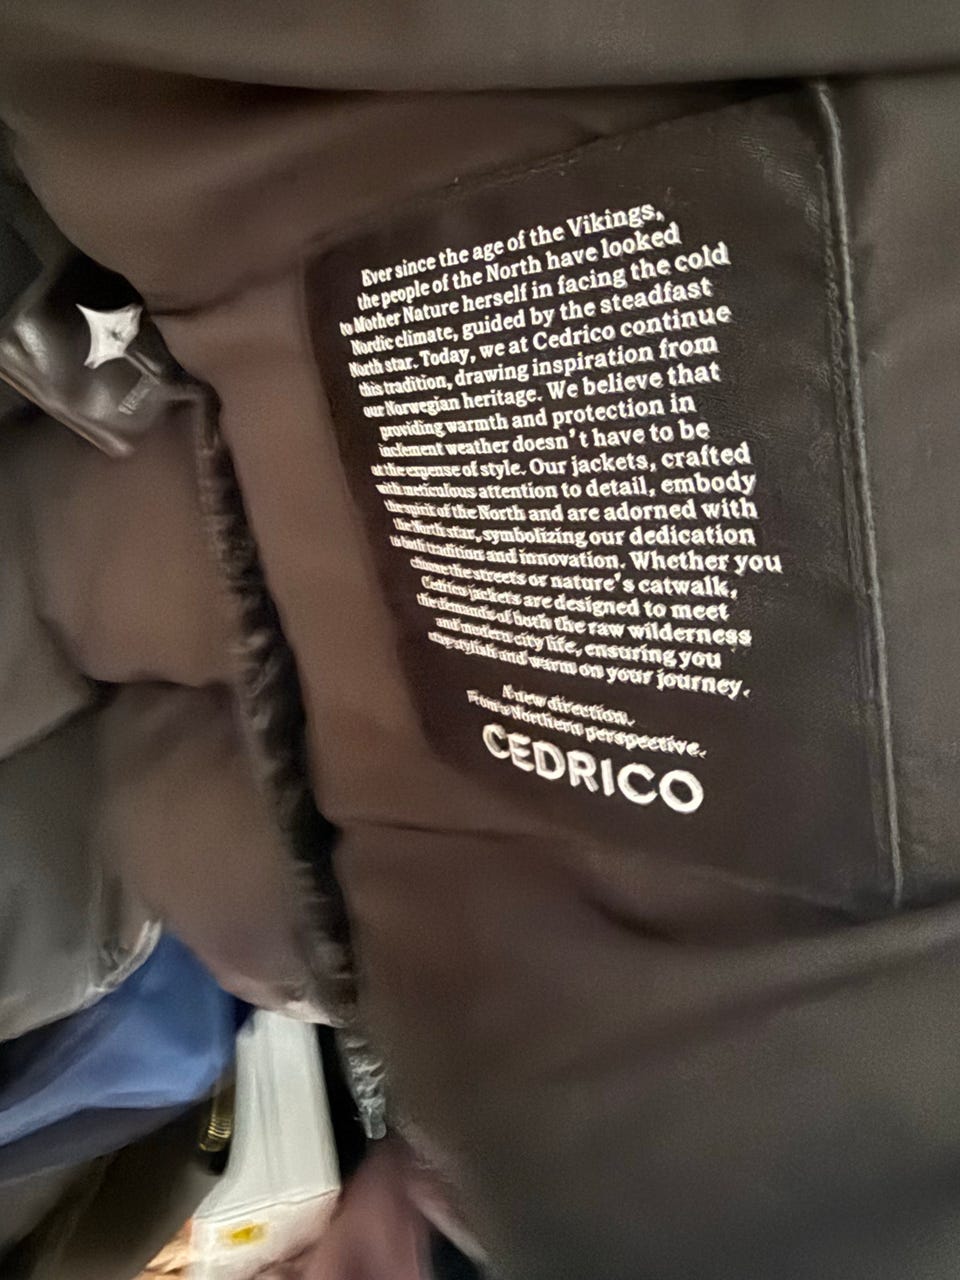 Ever since the age of the Vikings,
the people of the North have looked
to Mother Nature herself in facing the cold
Nordic climate, guided by the steadfast
North star. Today, we at Cedrico continue
this tradition, drawing inspiration from
our Norwegian heritage. We believe that
providing warmth and protection in
inclement weather doesn't have to be
at the expense of style. Our jackets, crafted
with meticulous attention to detail, embody
the spirit of the North and are adorned with
the North star, symbolizing our dedication
to both tradition and innovation. Whether you
choose the streets or nature's catwalk,
Cedrico jackets are designed to meet
the demands of both the raw wilderness
and modern city life, ensuring you
stay stylish and warm on your journey.
A new direction.
From a Northern perspective.
CEDRICO